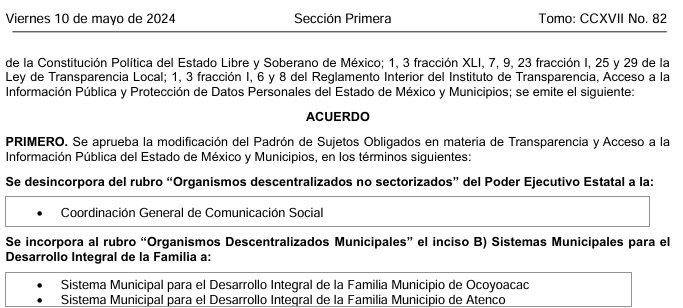 Viernes 10 de mayo de 2024 Sección Primera Tomo: CCXVII No. 82
de la Constitución Política del Estado Libre y Soberano de México; 1, 3 fracción XLI, 7, 9, 23 fracción I, 25 y 29 de la
Ley de Transparencia Local; 1, 3 fracción I, 6 y 8 del Reglamento Interior del Instituto de Transparencia, Acceso a la
Información Pública y Protección de Datos Personales del Estado de México y Municipios; se emite el siguiente:
ACUERDO
PRIMERO. Se aprueba la modificación del Padrón de Sujetos Obligados en materia de Transparencia y Acceso a la
Información Pública del Estado de México y Municipios, en los términos siguientes:
Se desincorpora del rubro “Organismos descentralizados no sectorizados” del Poder Ejecutivo Estatal a la:
• Coordinación General de Comunicación Social
Se incorpora al rubro “Organismos Descentralizados Municipales” el inciso B) Sistemas Municipales para el
Desarrollo Integral de la Familia a:
• Sistema Municipal para el Desarrollo Integral de la Familia Municipio de Ocoyoacac
• Sistema Municipal para el Desarrollo Integral de la Familia Municipio de Atenco